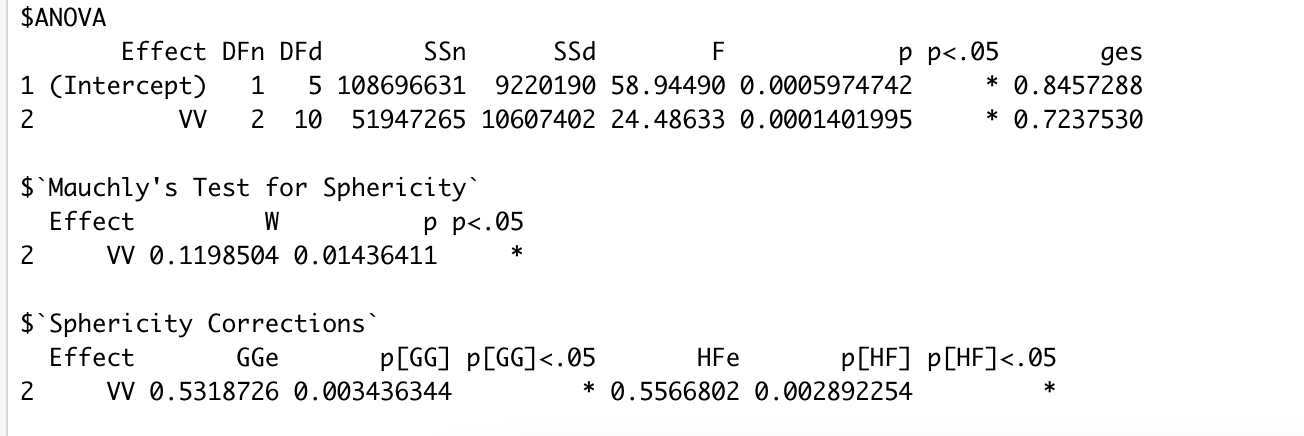 $ANOVA
       Effect DFn DFd       SSn      SSd        F            p p<.05       ges
1 (Intercept)   1   5 108696631  9220190 58.94490 0.0005974742     * 0.8457288
2          VV   2  10  51947265 10607402 24.48633 0.0001401995     * 0.7237530
$`Mauchly's Test for Sphericity`
  Effect         W          p p<.05
2     VV 0.1198504 0.01436411     *
$`Sphericity Corrections`
  Effect       GGe       p[GG] p[GG]<.05       HFe       p[HF] p[HF]<.05
2     VV 0.5318726 0.003436344         * 0.5566802 0.002892254         *